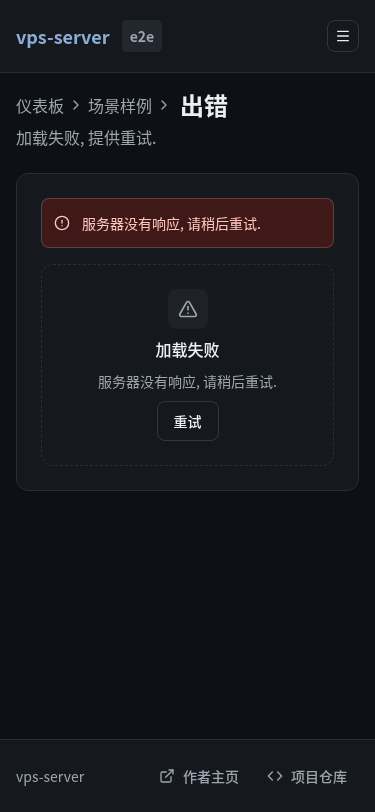 vps-server e2e
仪表板 > 场景样例 > 出错
加载失败, 提供重试.
服务器没有响应, 请稍后重试.
加载失败
服务器没有响应, 请稍后重试.
重试
vps-server 作者主页 项目仓库